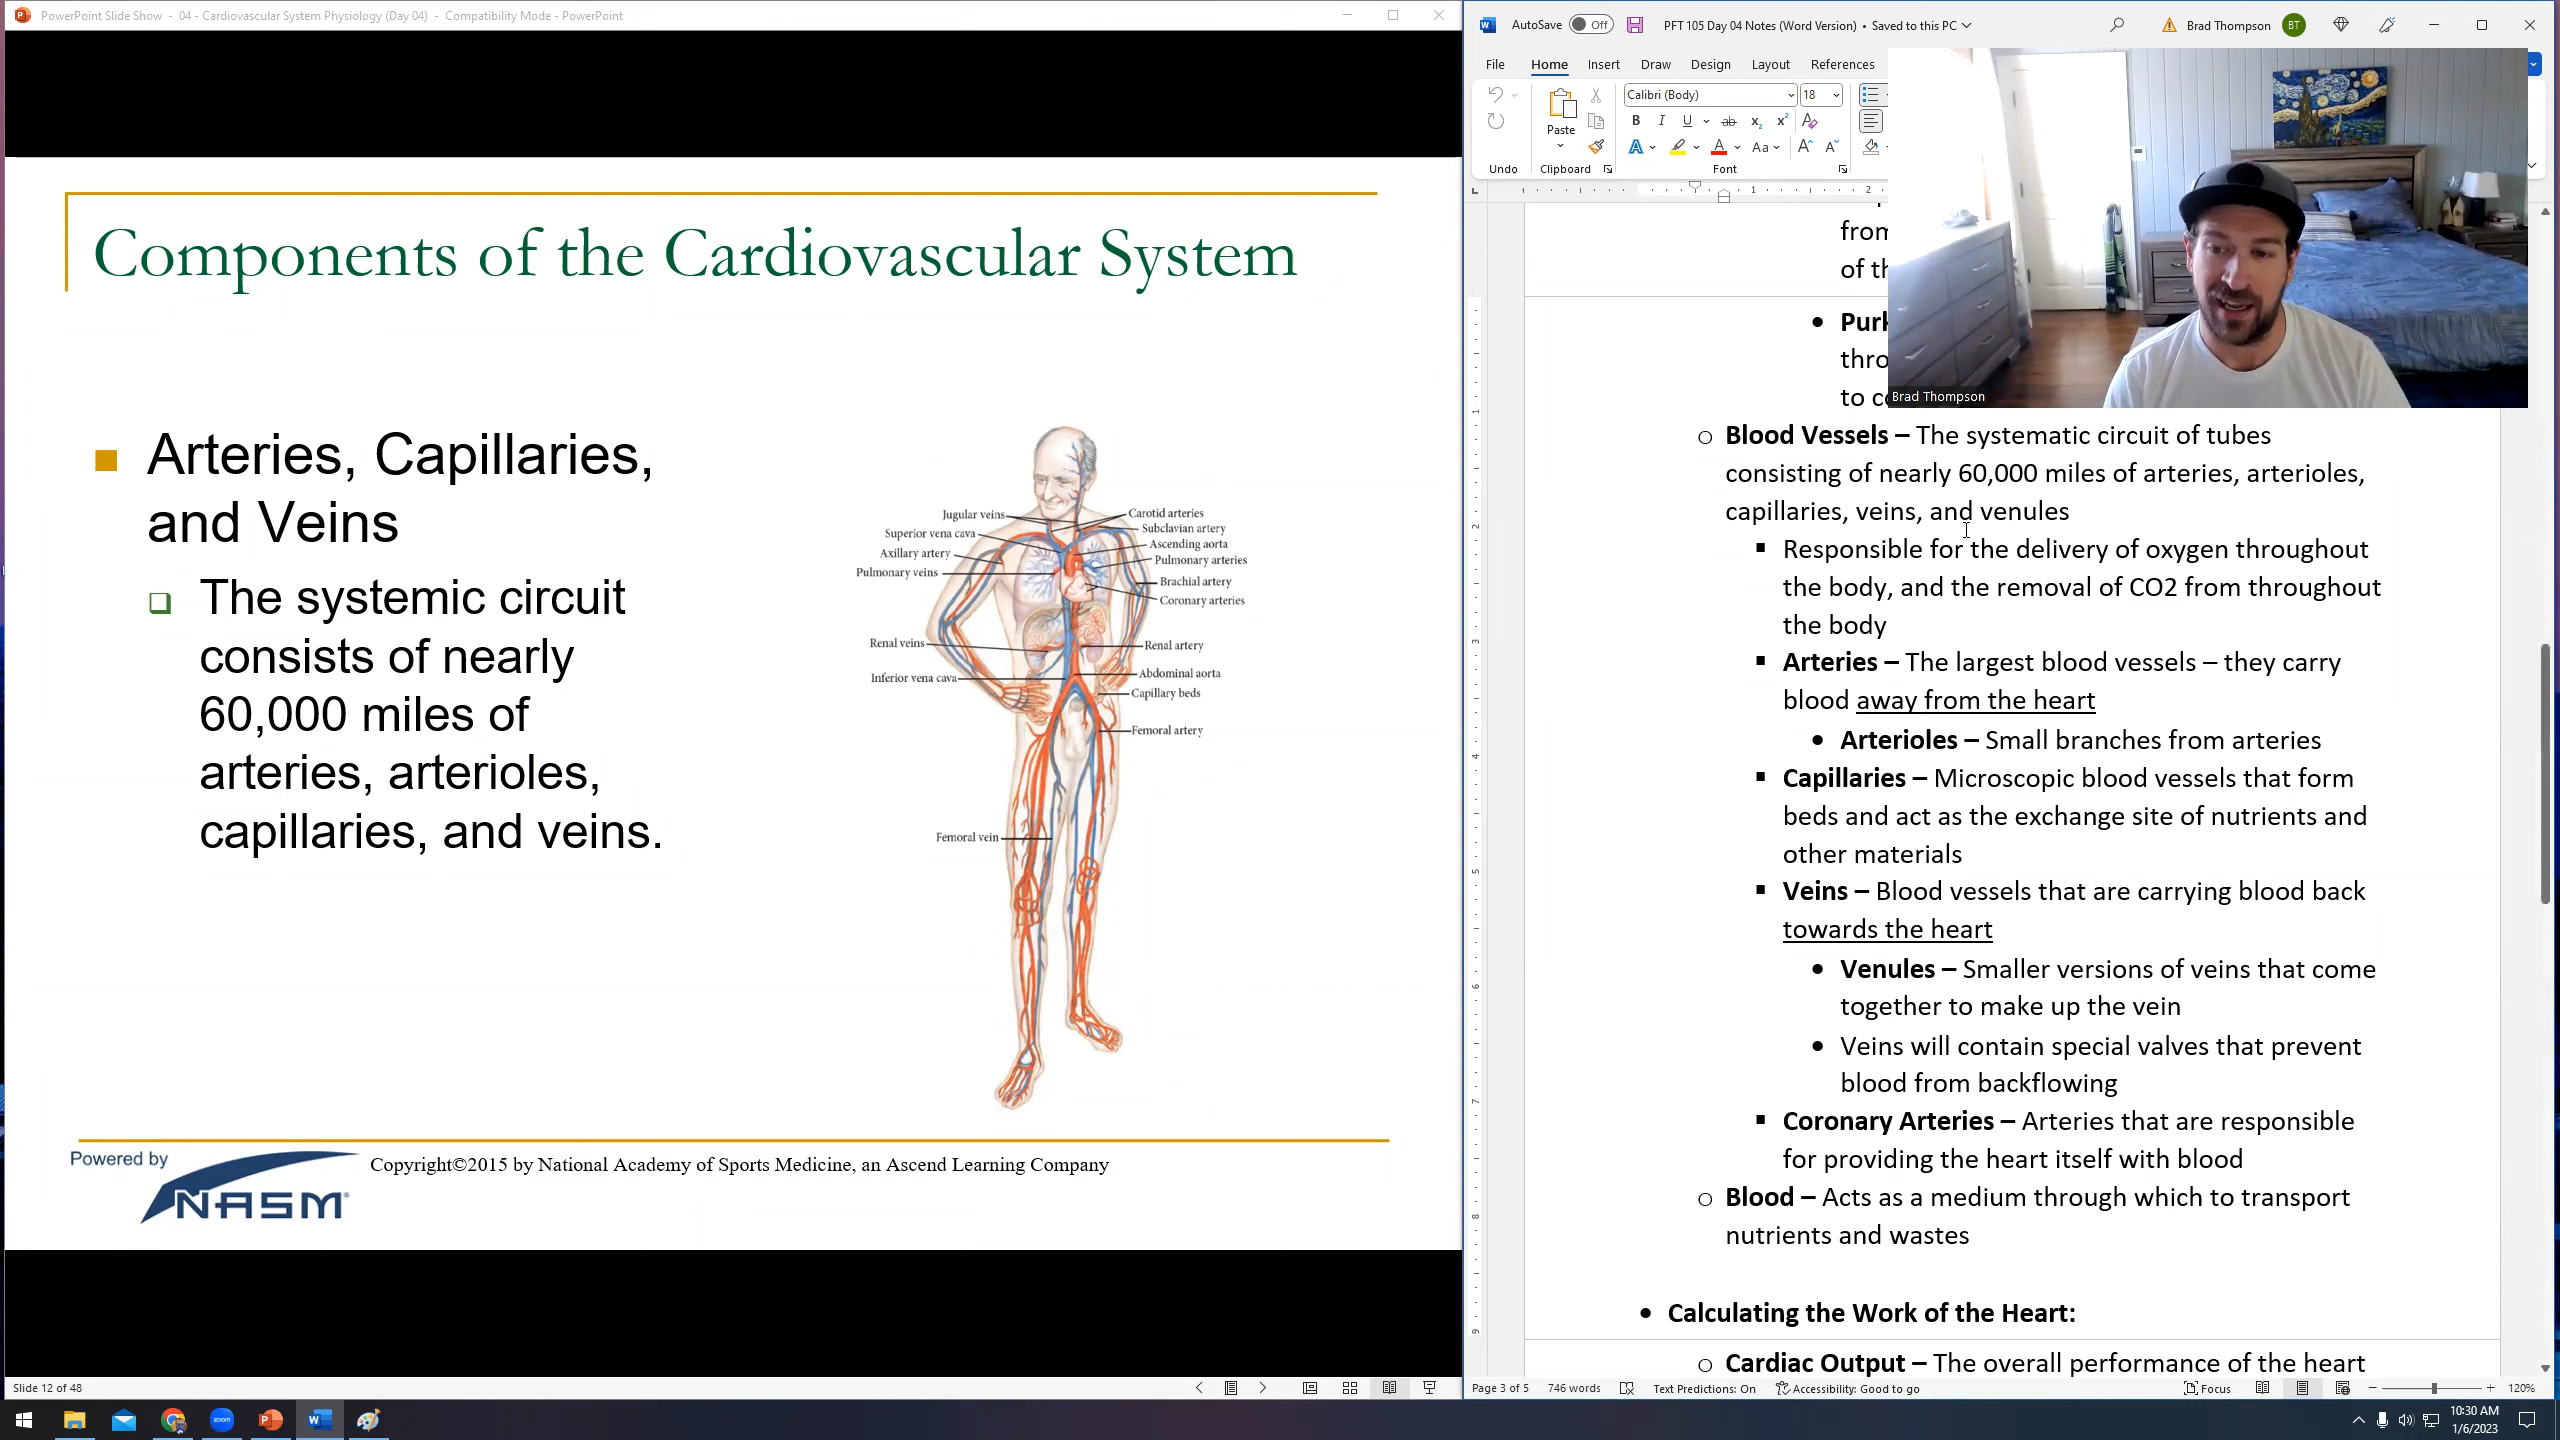 PowerPoint Slide Show - 04 - Cardiovascular System Physiology (Day 04) - Compatibility Mode - PowerPoint
Components of the Cardiovascular System
Arteries, Capillaries,
and Veins
The systemic circuit
consists of nearly
60,000 miles of
arteries, arterioles,
capillaries, and veins.
Jugular veins
Superior vena cava
Axillary artery
Pulmonary veins
Renal veins
Inferior vena cava
Femoral vein
Carotid arteries
Subclavian artery
Ascending aorta
Pulmonary arteries
Brachial artery
Coronary arteries
Renal artery
Abdominal aorta
Capillary beds
Femoral artery
Powered by
NASM
Copyright©2015 by National Academy of Sports Medicine, an Ascend Learning Company
Slide 12 of 48
AutoSave Off PFT 105 Day 04 Notes (Word Version) • Saved to this PC Brad Thompson BT
File Home Insert Draw Design Layout References
Calibri (Body) 18
Paste
B I U ab x₂ x²
A A Aa A A
Undo Clipboard Font
1 2
from
of th
Purk
thro
to co
Brad Thompson
o Blood Vessels – The systematic circuit of tubes
consisting of nearly 60,000 miles of arteries, arterioles,
capillaries, veins, and venules
Responsible for the delivery of oxygen throughout
the body, and the removal of CO2 from throughout
the body
Arteries – The largest blood vessels – they carry
blood away from the heart
Arterioles – Small branches from arteries
Capillaries – Microscopic blood vessels that form
beds and act as the exchange site of nutrients and
other materials
Veins – Blood vessels that are carrying blood back
towards the heart
Venules – Smaller versions of veins that come
together to make up the vein
Veins will contain special valves that prevent
blood from backflowing
Coronary Arteries – Arteries that are responsible
for providing the heart itself with blood
o Blood – Acts as a medium through which to transport
nutrients and wastes
Calculating the Work of the Heart:
o Cardiac Output – The overall performance of the heart
Page 3 of 5 746 words Text Predictions: On Accessibility: Good to go Focus 120%
zoom
10:30 AM
1/6/2023